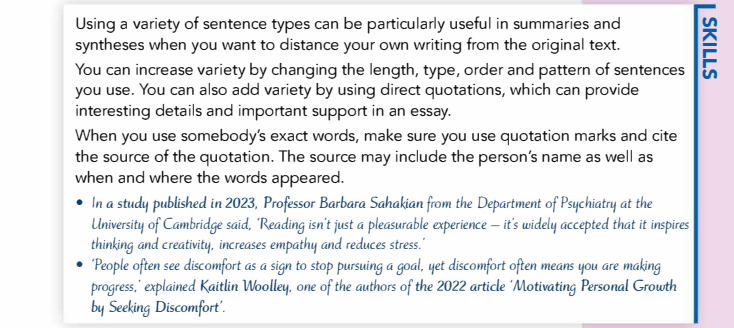 Using a variety of sentence types can be particularly useful in summaries and
syntheses when you want to distance your own writing from the original text.
You can increase variety by changing the length, type, order and pattern of sentences
you use. You can also add variety by using direct quotations, which can provide
interesting details and important support in an essay.
When you use somebody's exact words, make sure you use quotation marks and cite
the source of the quotation. The source may include the person's name as well as
when and where the words appeared.
• In a study published in 2023, Professor Barbara Sahakian from the Department of Psychiatry at the
University of Cambridge said, 'Reading isn't just a pleasurable experience – it's widely accepted that it inspires
thinking and creativity, increases empathy and reduces stress.'
• 'People often see discomfort as a sign to stop pursuing a goal, yet discomfort often means you are making
progress,' explained Kaitlin Woolley, one of the authors of the 2022 article 'Motivating Personal Growth
by Seeking Discomfort'.
SKILLS